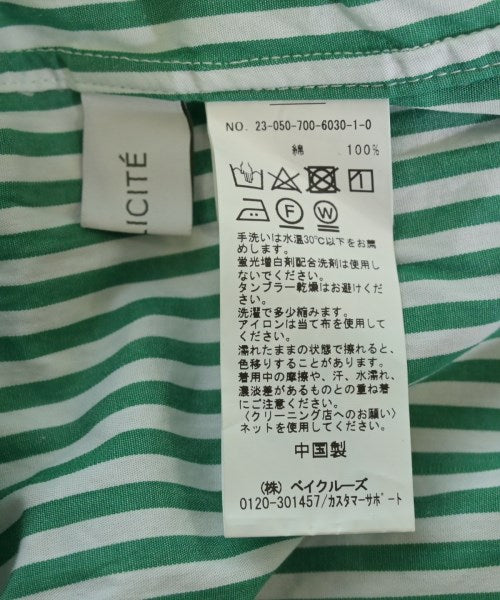 LICITÉ
NO. 23-050-700-6030-1-0
綿 100%
F W
手洗いは水温30℃以下をお薦
めします。
蛍光増白剤配合洗剤は使用し
ないでください。
タンブラー乾燥はお避けくだ
さい。
洗濯で多少縮みます。
アイロンは当て布を使用して
ください。
濡れたままの状態で擦れると、
色移りすることがあります。
着用中の摩擦や、汗、水濡れ、
濃淡差があるものとの重ね着
にご注意ください。
〈クリーニング店へのお願い〉
ネットを使用してください。
中国製
(株) ベイクルーズ
0120-301457/カスタマーサポート